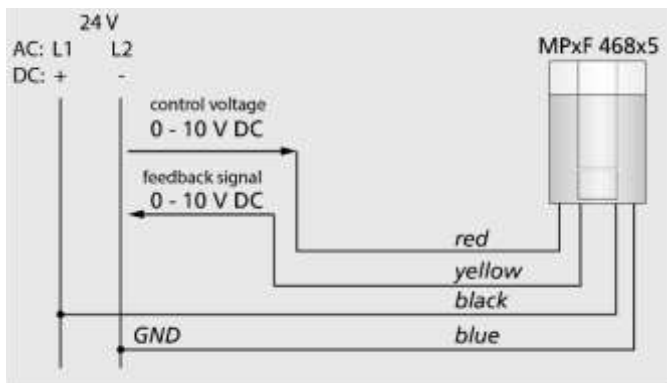 24 V
AC: L1 L2 MPxF 468x5
DC: + -
control voltage
0 - 10 V DC
feedback signal
0 - 10 V DC
red
yellow
black
GND blue